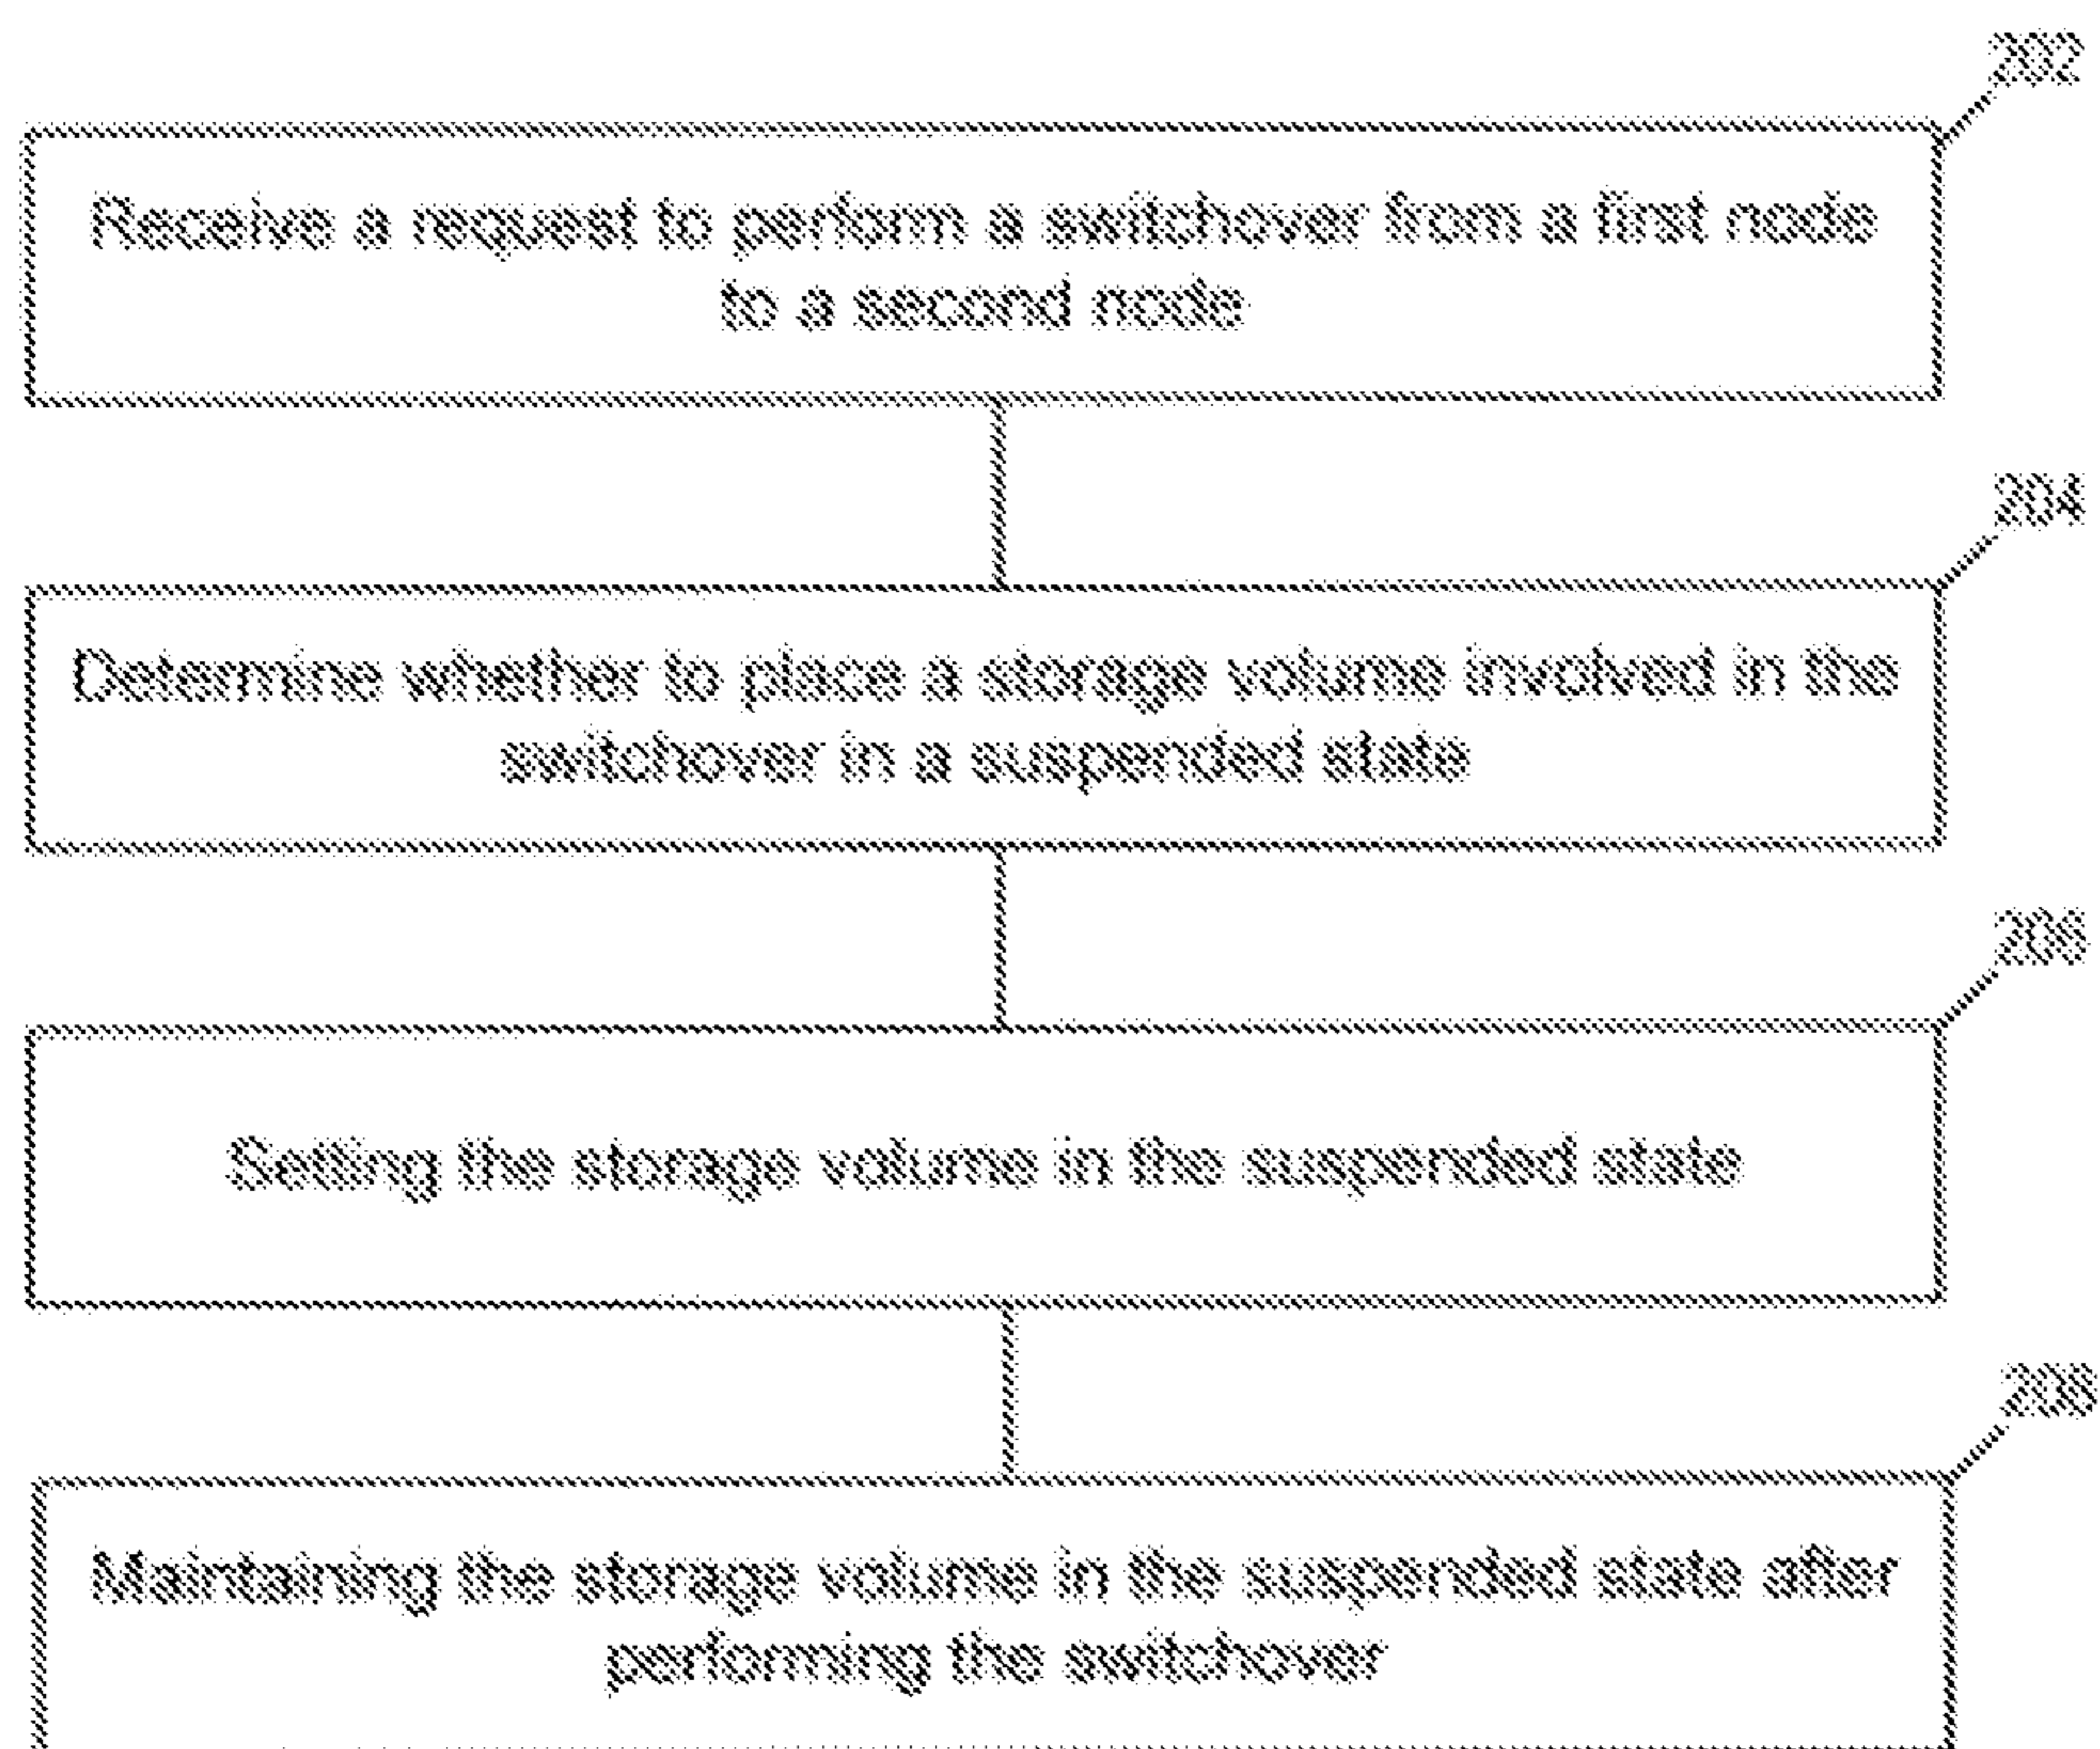 202
Receive a request to perform a switchover from a first node
to a second node
204
Determine whether to place a storage volume involved in the
switchover in a suspended state
206
Setting the storage volume in the suspended state
208
Maintaining the storage volume in the suspended state after
performing the switchover